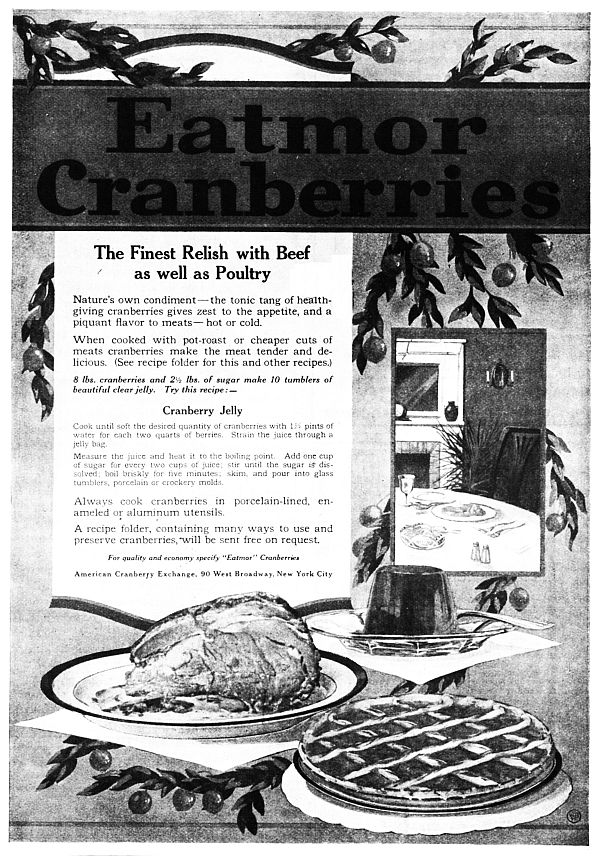 Eatmor
Cranberries
The Finest Relish with Beef
as well as Poultry
Nature's own condiment—the tonic tang of health-
giving cranberries gives zest to the appetite, and a
piquant flavor to meats—hot or cold.
When cooked with pot-roast or cheaper cuts of
meats cranberries make the meat tender and de-
licious. (See recipe folder for this and other recipes.)
8 lbs. cranberries and 2½ lbs. of sugar make 10 tumblers of
beautiful clear jelly. Try this recipe:—
Cranberry Jelly
Cook until soft the desired quantity of cranberries with 1½ pints of
water for each two quarts of berries. Strain the juice through a
jelly bag.
Measure the juice and heat it to the boiling point. Add one cup
of sugar for every two cups of juice; stir until the sugar is dis-
solved; boil briskly for five minutes; skim, and pour into glass
tumblers, porcelain or crockery molds.
Always cook cranberries in porcelain-lined, en-
ameled or aluminum utensils.
A recipe folder, containing many ways to use and
preserve cranberries, will be sent free on request.
For quality and economy specify "Eatmor" Cranberries
American Cranberry Exchange, 90 West Broadway, New York City